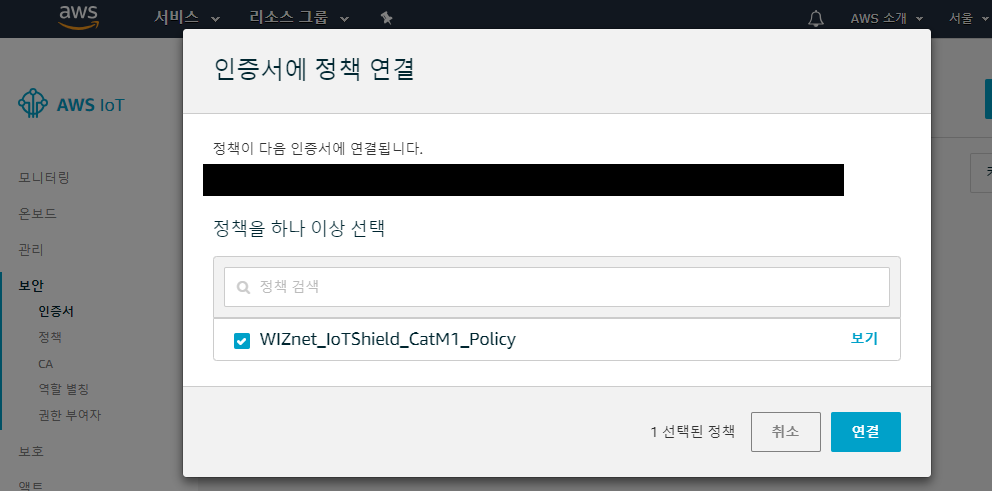 aws
서비스
리소스 그룹
AWS 소개
서울
AWS IoT
모니터링
온보드
관리
보안
인증서
정책
CA
역할 별칭
권한 부여자
보호
액트
인증서에 정책 연결
정책이 다음 인증서에 연결됩니다.
정책을 하나 이상 선택
정책 검색
WIZnet_IoTShield_CatM1_Policy
보기
1 선택된 정책
취소
연결